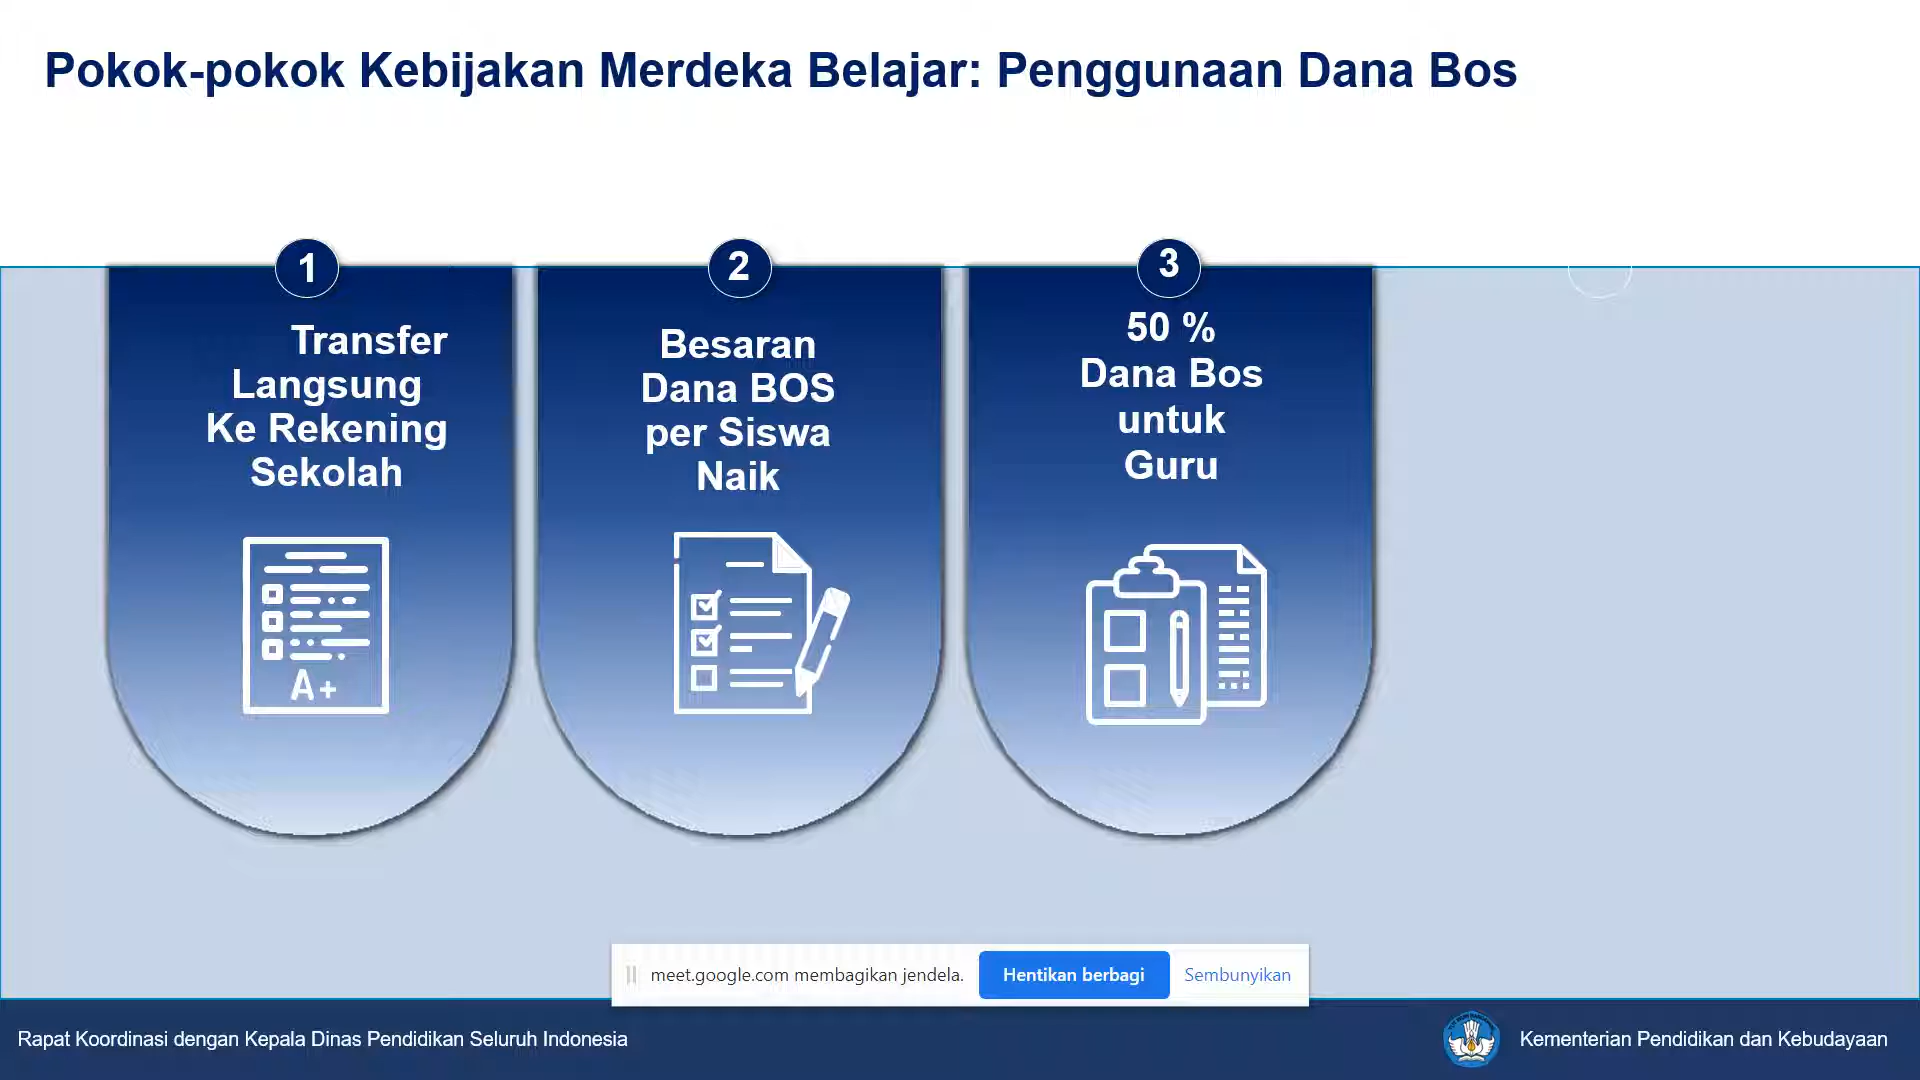 Pokok-pokok Kebijakan Merdeka Belajar: Penggunaan Dana Bos
1
Transfer
Langsung
Ke Rekening
Sekolah
A+
2
Besaran
Dana BOS
per Siswa
Naik
3
50 %
Dana Bos
untuk
Guru
meet.google.com membagikan jendela.
Hentikan berbagi
Sembunyikan
Rapat Koordinasi dengan Kepala Dinas Pendidikan Seluruh Indonesia
Kementerian Pendidikan dan Kebudayaan